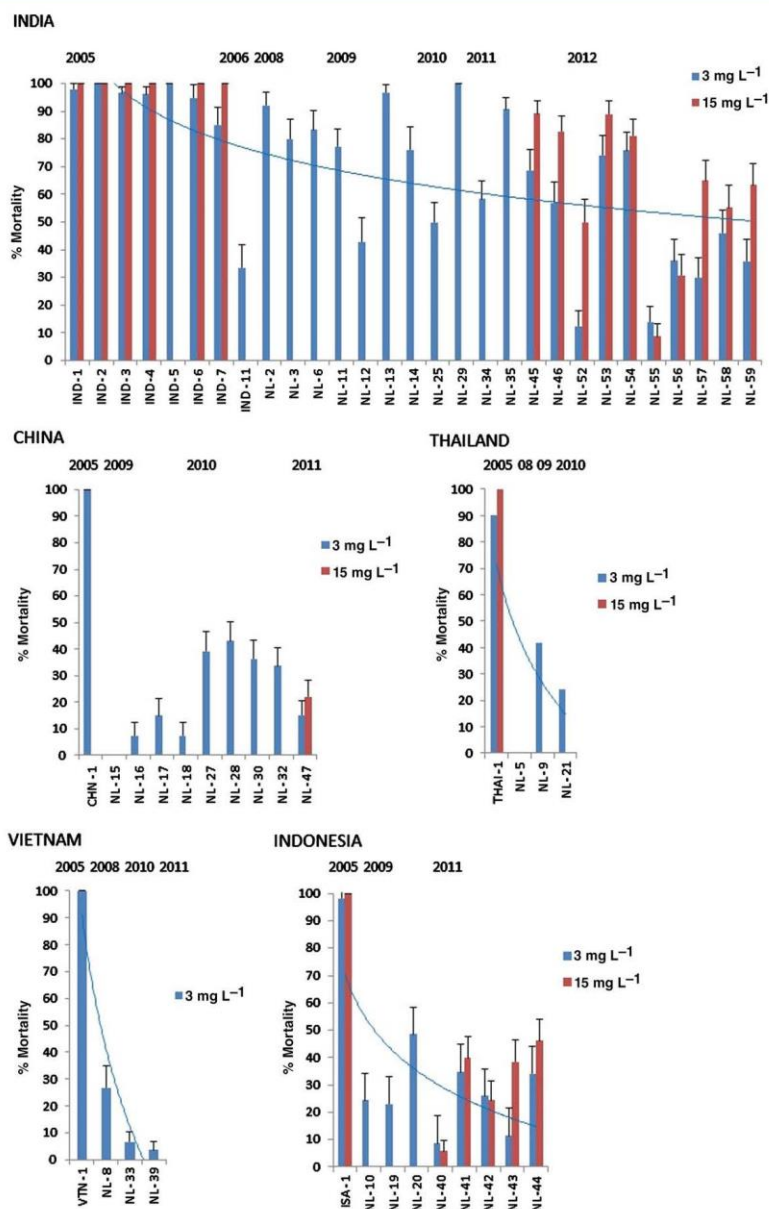 INDIA
2005 2006 2008 2009 2010 2011 2012
3 mg L⁻¹
15 mg L⁻¹
% Mortality
100
90
80
70
60
50
40
30
20
10
0
IND-1 IND-2 IND-3 IND-4 IND-5 IND-6 IND-7 IND-11 NL-2 NL-3 NL-6 NL-11 NL-12 NL-13 NL-14 NL-25 NL-29 NL-34 NL-35 NL-45 NL-46 NL-52 NL-53 NL-54 NL-55 NL-56 NL-57 NL-58 NL-59
CHINA
2005 2009 2010 2011
3 mg L⁻¹
15 mg L⁻¹
% Mortality
100
90
80
70
60
50
40
30
20
10
0
CHN-1 NL-15 NL-16 NL-17 NL-18 NL-27 NL-28 NL-30 NL-32 NL-47
THAILAND
2005 08 09 2010
3 mg L⁻¹
15 mg L⁻¹
% Mortality
100
90
80
70
60
50
40
30
20
10
0
THAI-1 NL-5 NL-9 NL-21
VIETNAM
2005 2008 2010 2011
3 mg L⁻¹
% Mortality
100
90
80
70
60
50
40
30
20
10
0
VTN-1 NL-8 NL-33 NL-39
INDONESIA
2005 2009 2011
3 mg L⁻¹
15 mg L⁻¹
% Mortality
100
90
80
70
60
50
40
30
20
10
0
ISA-1 NL-10 NL-19 NL-20 NL-40 NL-41 NL-42 NL-43 NL-44